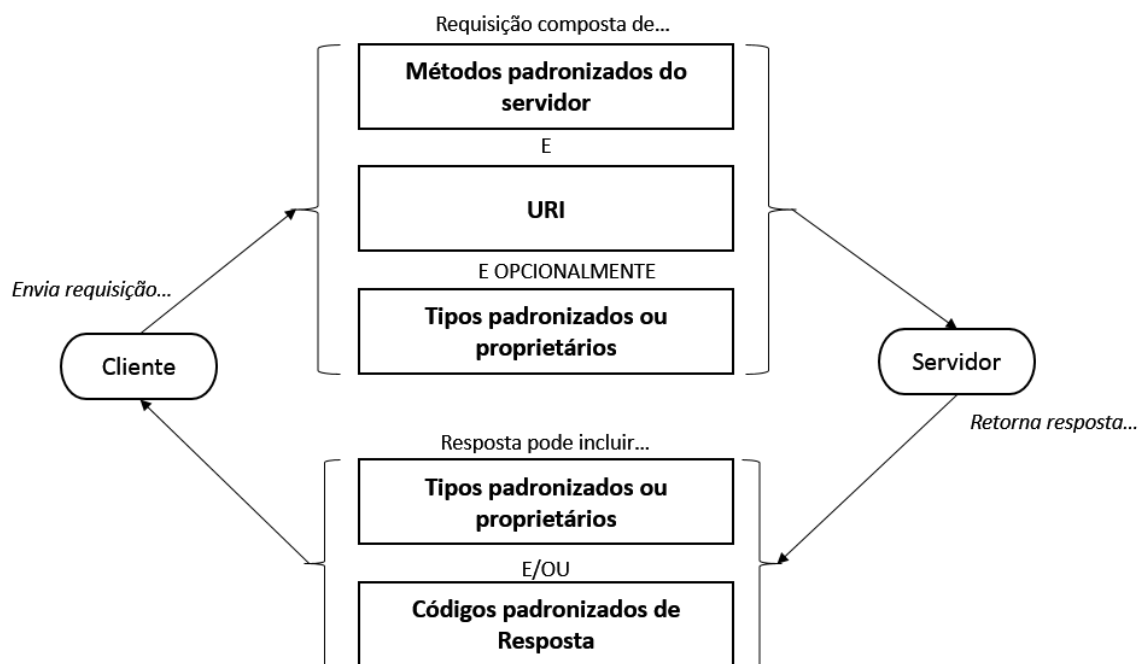 Requisição composta de...
Métodos padronizados do
servidor
E
URI
E OPCIONALMENTE
Tipos padronizados ou
proprietários
Envia requisição...
Cliente
Servidor
Retorna resposta...
Resposta pode incluir...
Tipos padronizados ou
proprietários
E/OU
Códigos padronizados de
Resposta